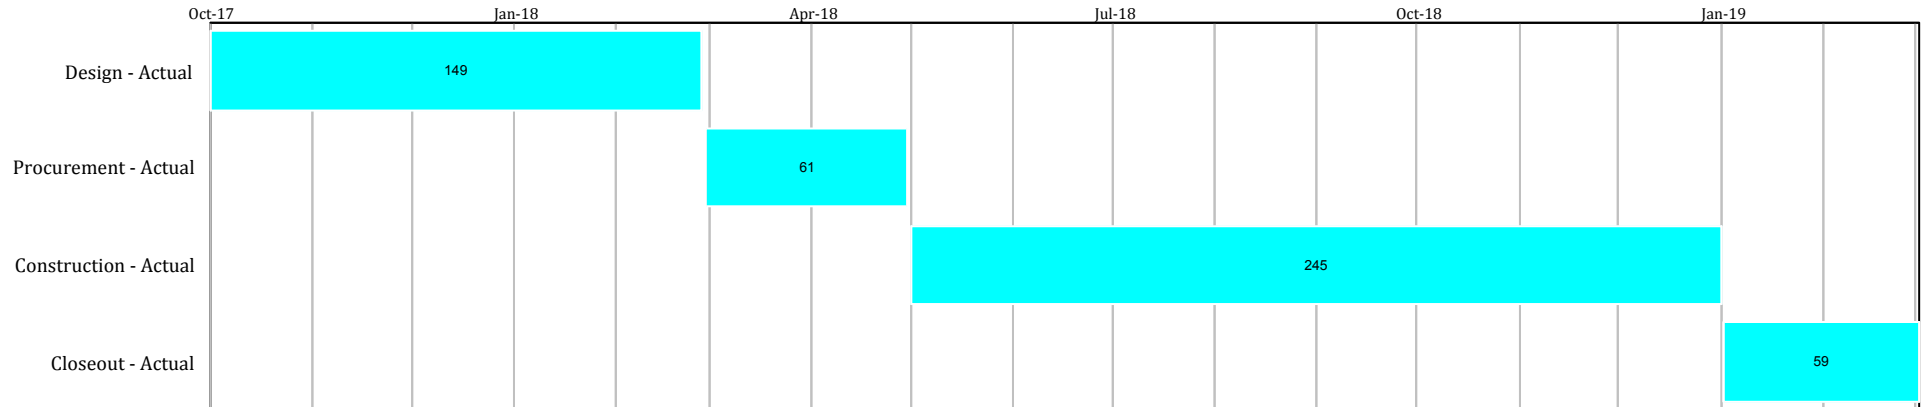 Oct-17 Jan-18 Apr-18 Jul-18 Oct-18 Jan-19
Design - Actual 149
Procurement - Actual 61
Construction - Actual 245
Closeout - Actual 59